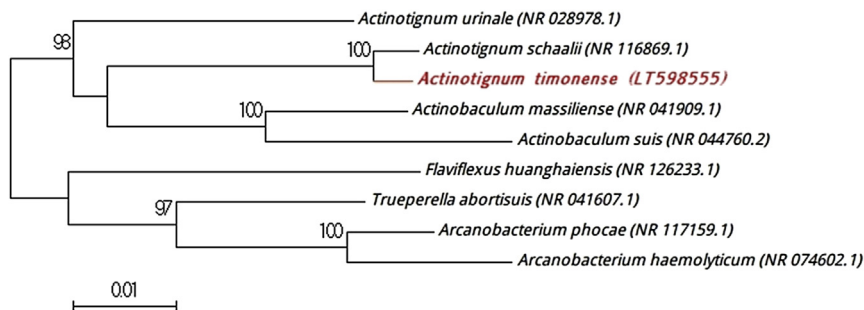 Actinotignum urinale (NR 028978.1)
98
100
Actinotignum schaalii (NR 116869.1)
Actinotignum timonense (LT598555)
100
Actinobaculum massiliense (NR 041909.1)
Actinobaculum suis (NR 044760.2)
Flaviflexus huanghaiensis (NR 126233.1)
97
Trueperella abortisuis (NR 041607.1)
100
Arcanobacterium phocae (NR 117159.1)
Arcanobacterium haemolyticum (NR 074602.1)
0.01